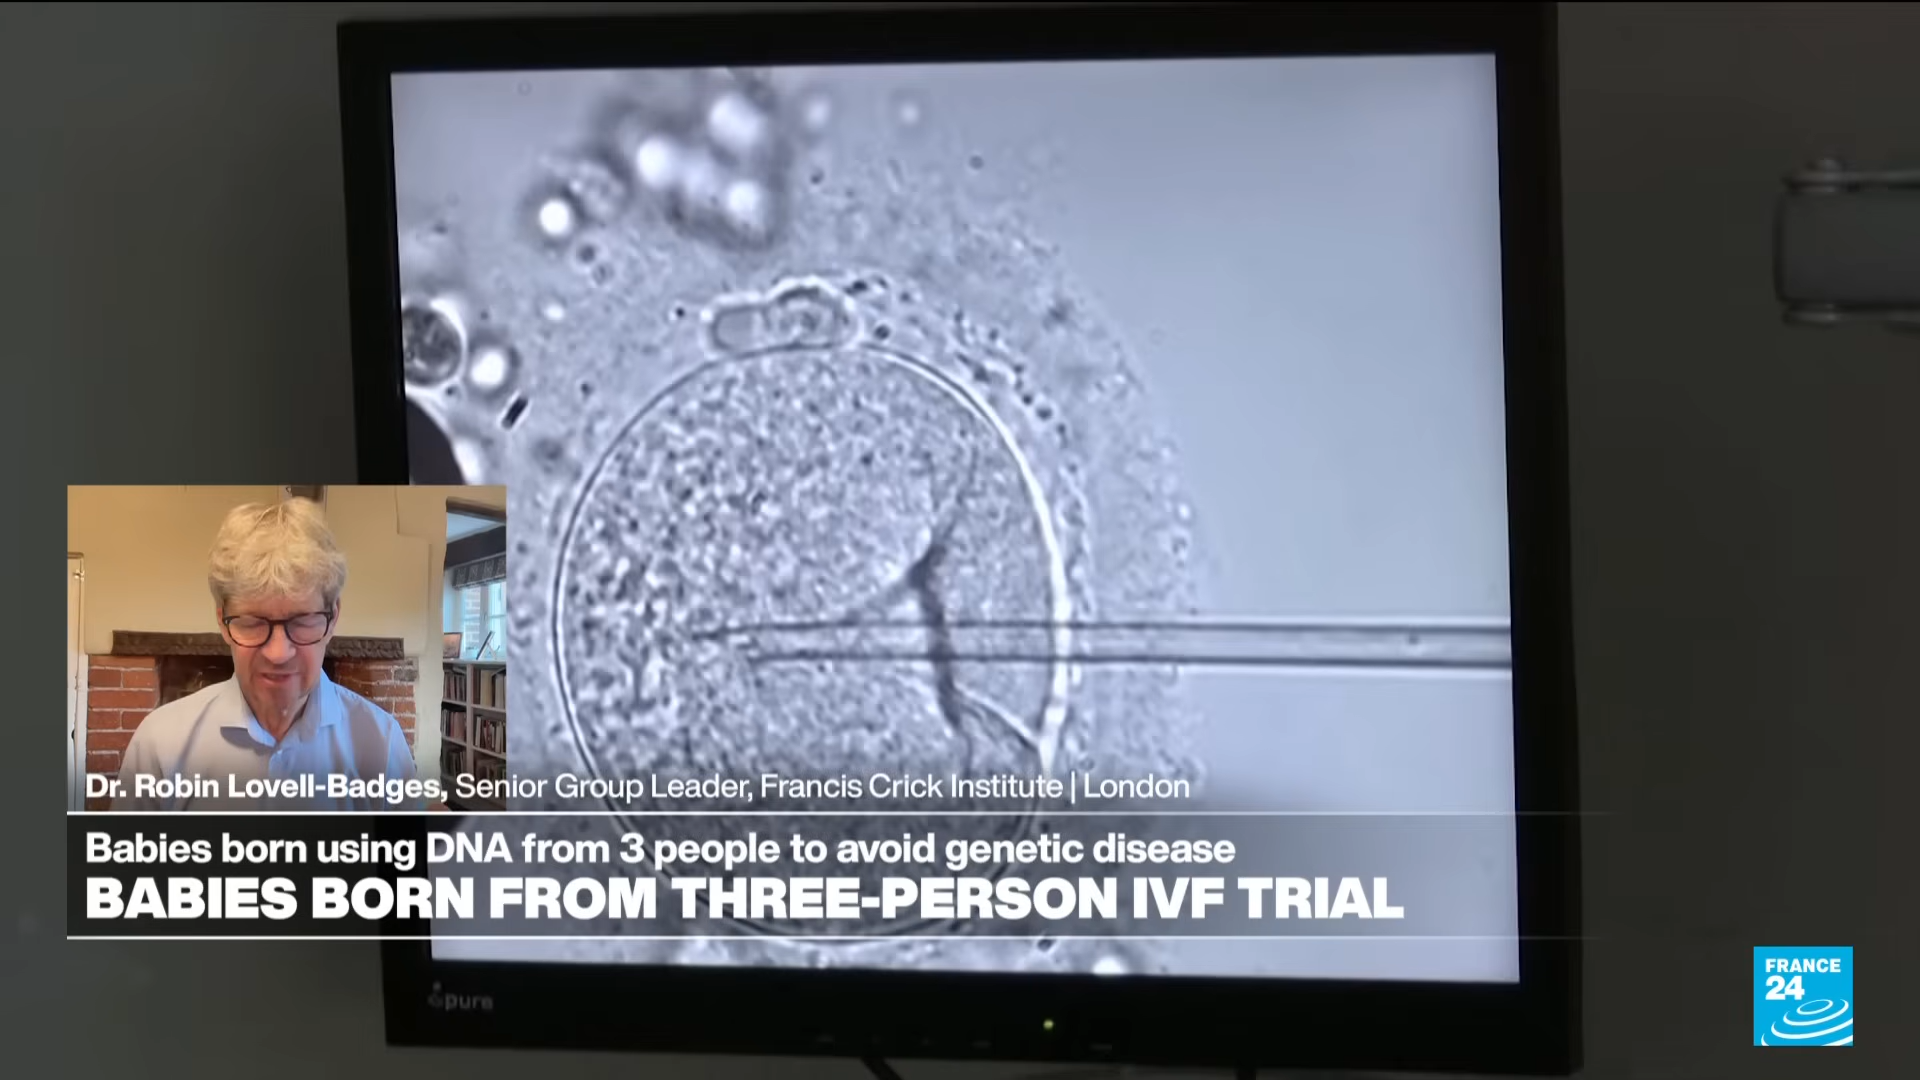 Dr. Robin Lovell-Badges, Senior Group Leader, Francis Crick Institute | London
Babies born using DNA from 3 people to avoid genetic disease
BABIES BORN FROM THREE-PERSON IVF TRIAL
pure
FRANCE
24